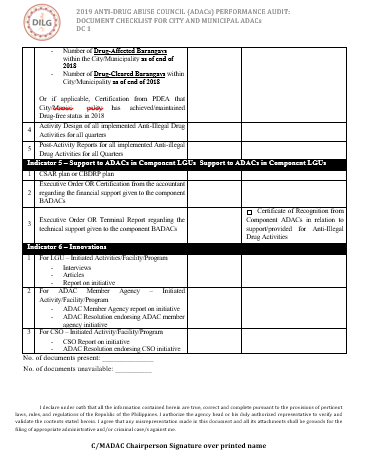 DILG
2019 ANTI-DRUG ABUSE COUNCIL (ADACs) PERFORMANCE AUDIT:
DOCUMENT CHECKLIST FOR CITY AND MUNICIPAL ADACs
DC 1
- Number of Drug-Affected Barangays
within the City/Municipality as of end of
2018
- Number of Drug-Cleared Barangays within
City/Municipality as of end of 2018
Or if applicable, Certification from PDEA that
has achieved/maintained
Drug-free status in 2018
4 Activity Design of all implemented Anti-Illegal Drug
Activities for all quarters
5 Post-Activity Reports for all implemented Anti-illegal
Drug Activities for all Quarters
Indicator 5 – Support to ADACs in Component LGUs Support to ADACs in Component LGUs
1 CSAR plan or CBDRP plan
2 Executive Order OR Certification from the accountant
regarding the financial support given to the component
BADACs
3 Executive Order OR Terminal Report regarding the
technical support given to the component BADACs
Certificate of Recognition from
Component ADACs in relation to
support/provided for Anti-Illegal
Drug Activities
Indicator 6 – Innovations
1 For LGU – Initiated Activities/Facility/Program
- Interviews
- Articles
- Report on initiative
2 For ADAC Member Agency – Initiated
Activity/Facility/Program
- ADAC Member Agency report on initiative
- ADAC Resolution endorsing ADAC member
agency initiative
3 For CSO – Initiated Activity/Facility/Program
- CSO Report on initiative
- ADAC Resolution endorsing CSO initiative
No. of documents present: ____________
No. of documents unavailable: _________
I declare under oath that all the information contained herein are true, correct and complete pursuant to the provisions of pertinent
laws, rules, and regulations of the Republic of the Philippines. I authorize the agency head or his duly authorized representative to verify and
validate the contents stated herein. I agree that any misrepresentation made in this document and all its attachments shall be grounds for the
filing of appropriate administrative and/or criminal case/s against me.
C/MADAC Chairperson Signature over printed name